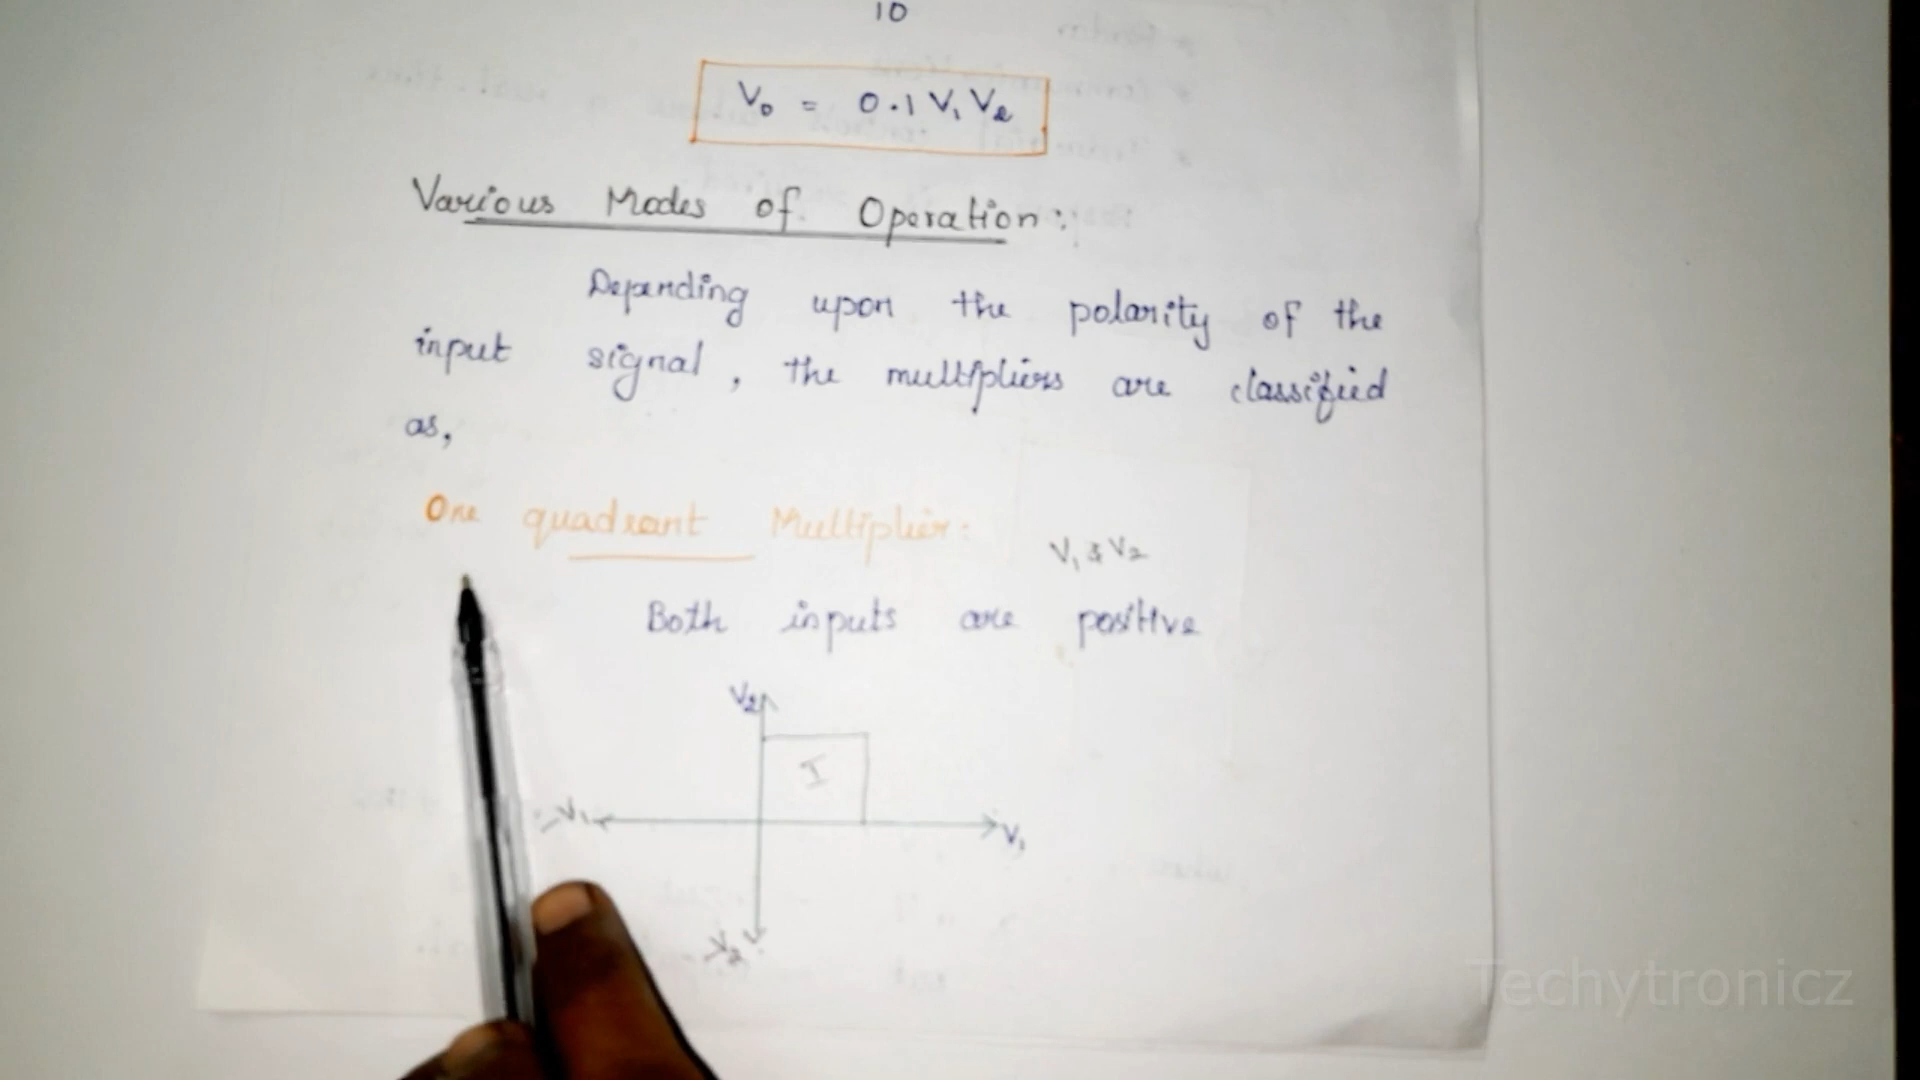 10
V₀ = 0.1 V₁ V₂
Various Modes of Operation:
Depending upon the polarity of the
input signal, the multipliers are classified
as,
One quadrant Multiplier:
V₁ & V₂
Both inputs are positive
V₂
I
-V₁
V₁
-V₂
Techytronicz